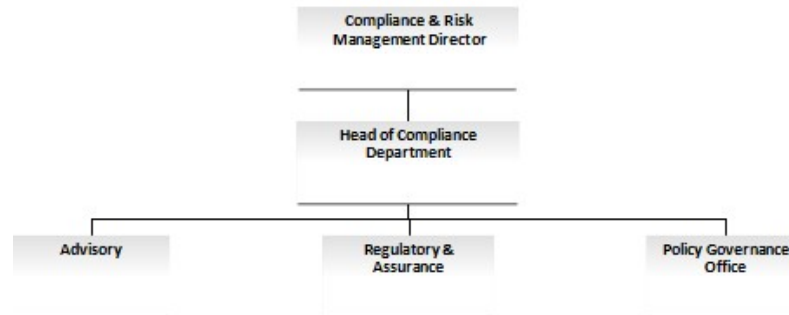 Compliance & Risk
Management Director
Head of Compliance
Department
Advisory
Regulatory &
Assurance
Policy Governance
Office